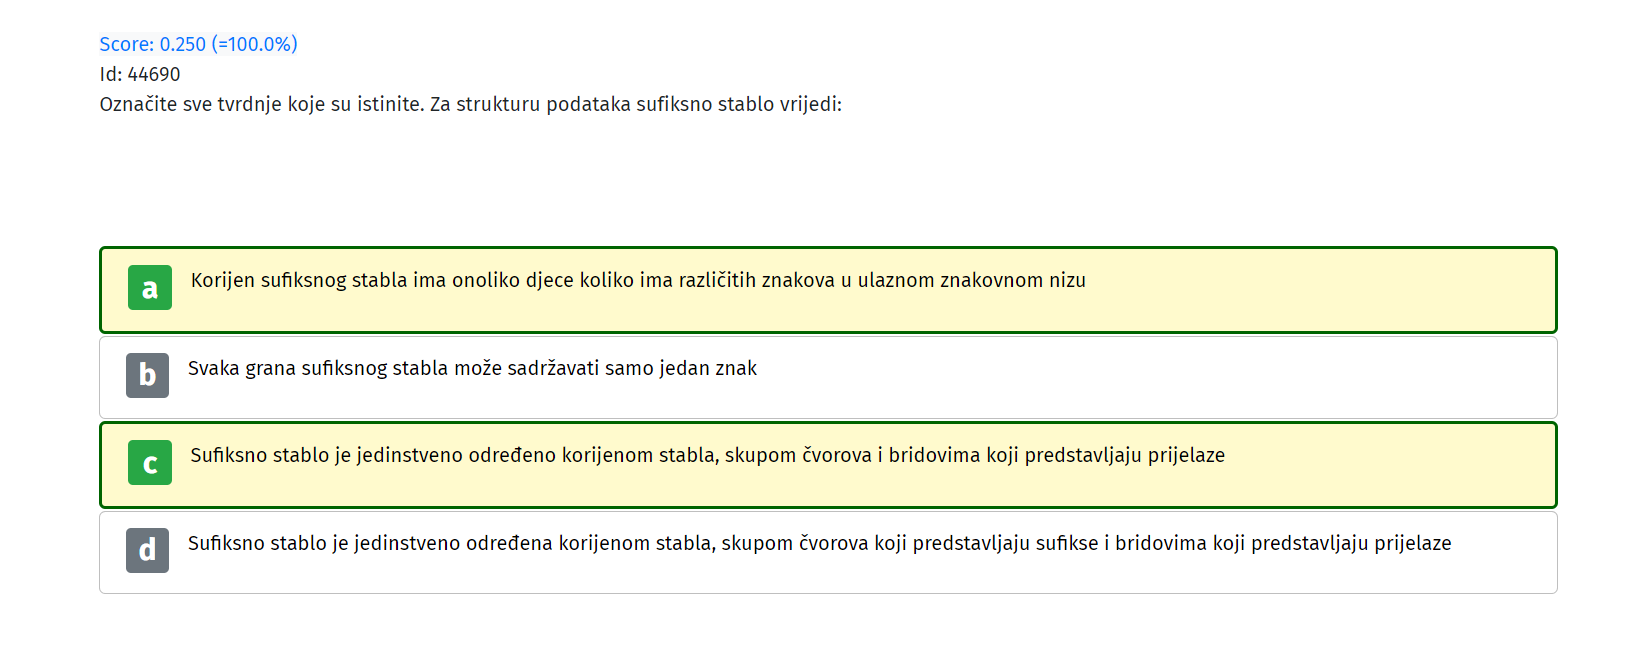 Score: 0.250 (=100.0%)
Id: 44690
Označite sve tvrdnje koje su istinite. Za strukturu podataka sufiksno stablo vrijedi:
a Korijen sufiksnog stabla ima onoliko djece koliko ima različitih znakova u ulaznom znakovnom nizu
b Svaka grana sufiksnog stabla može sadržavati samo jedan znak
c Sufiksno stablo je jedinstveno određeno korijenom stabla, skupom čvorova i bridovima koji predstavljaju prijelaze
d Sufiksno stablo je jedinstveno određena korijenom stabla, skupom čvorova koji predstavljaju sufikse i bridovima koji predstavljaju prijelaze